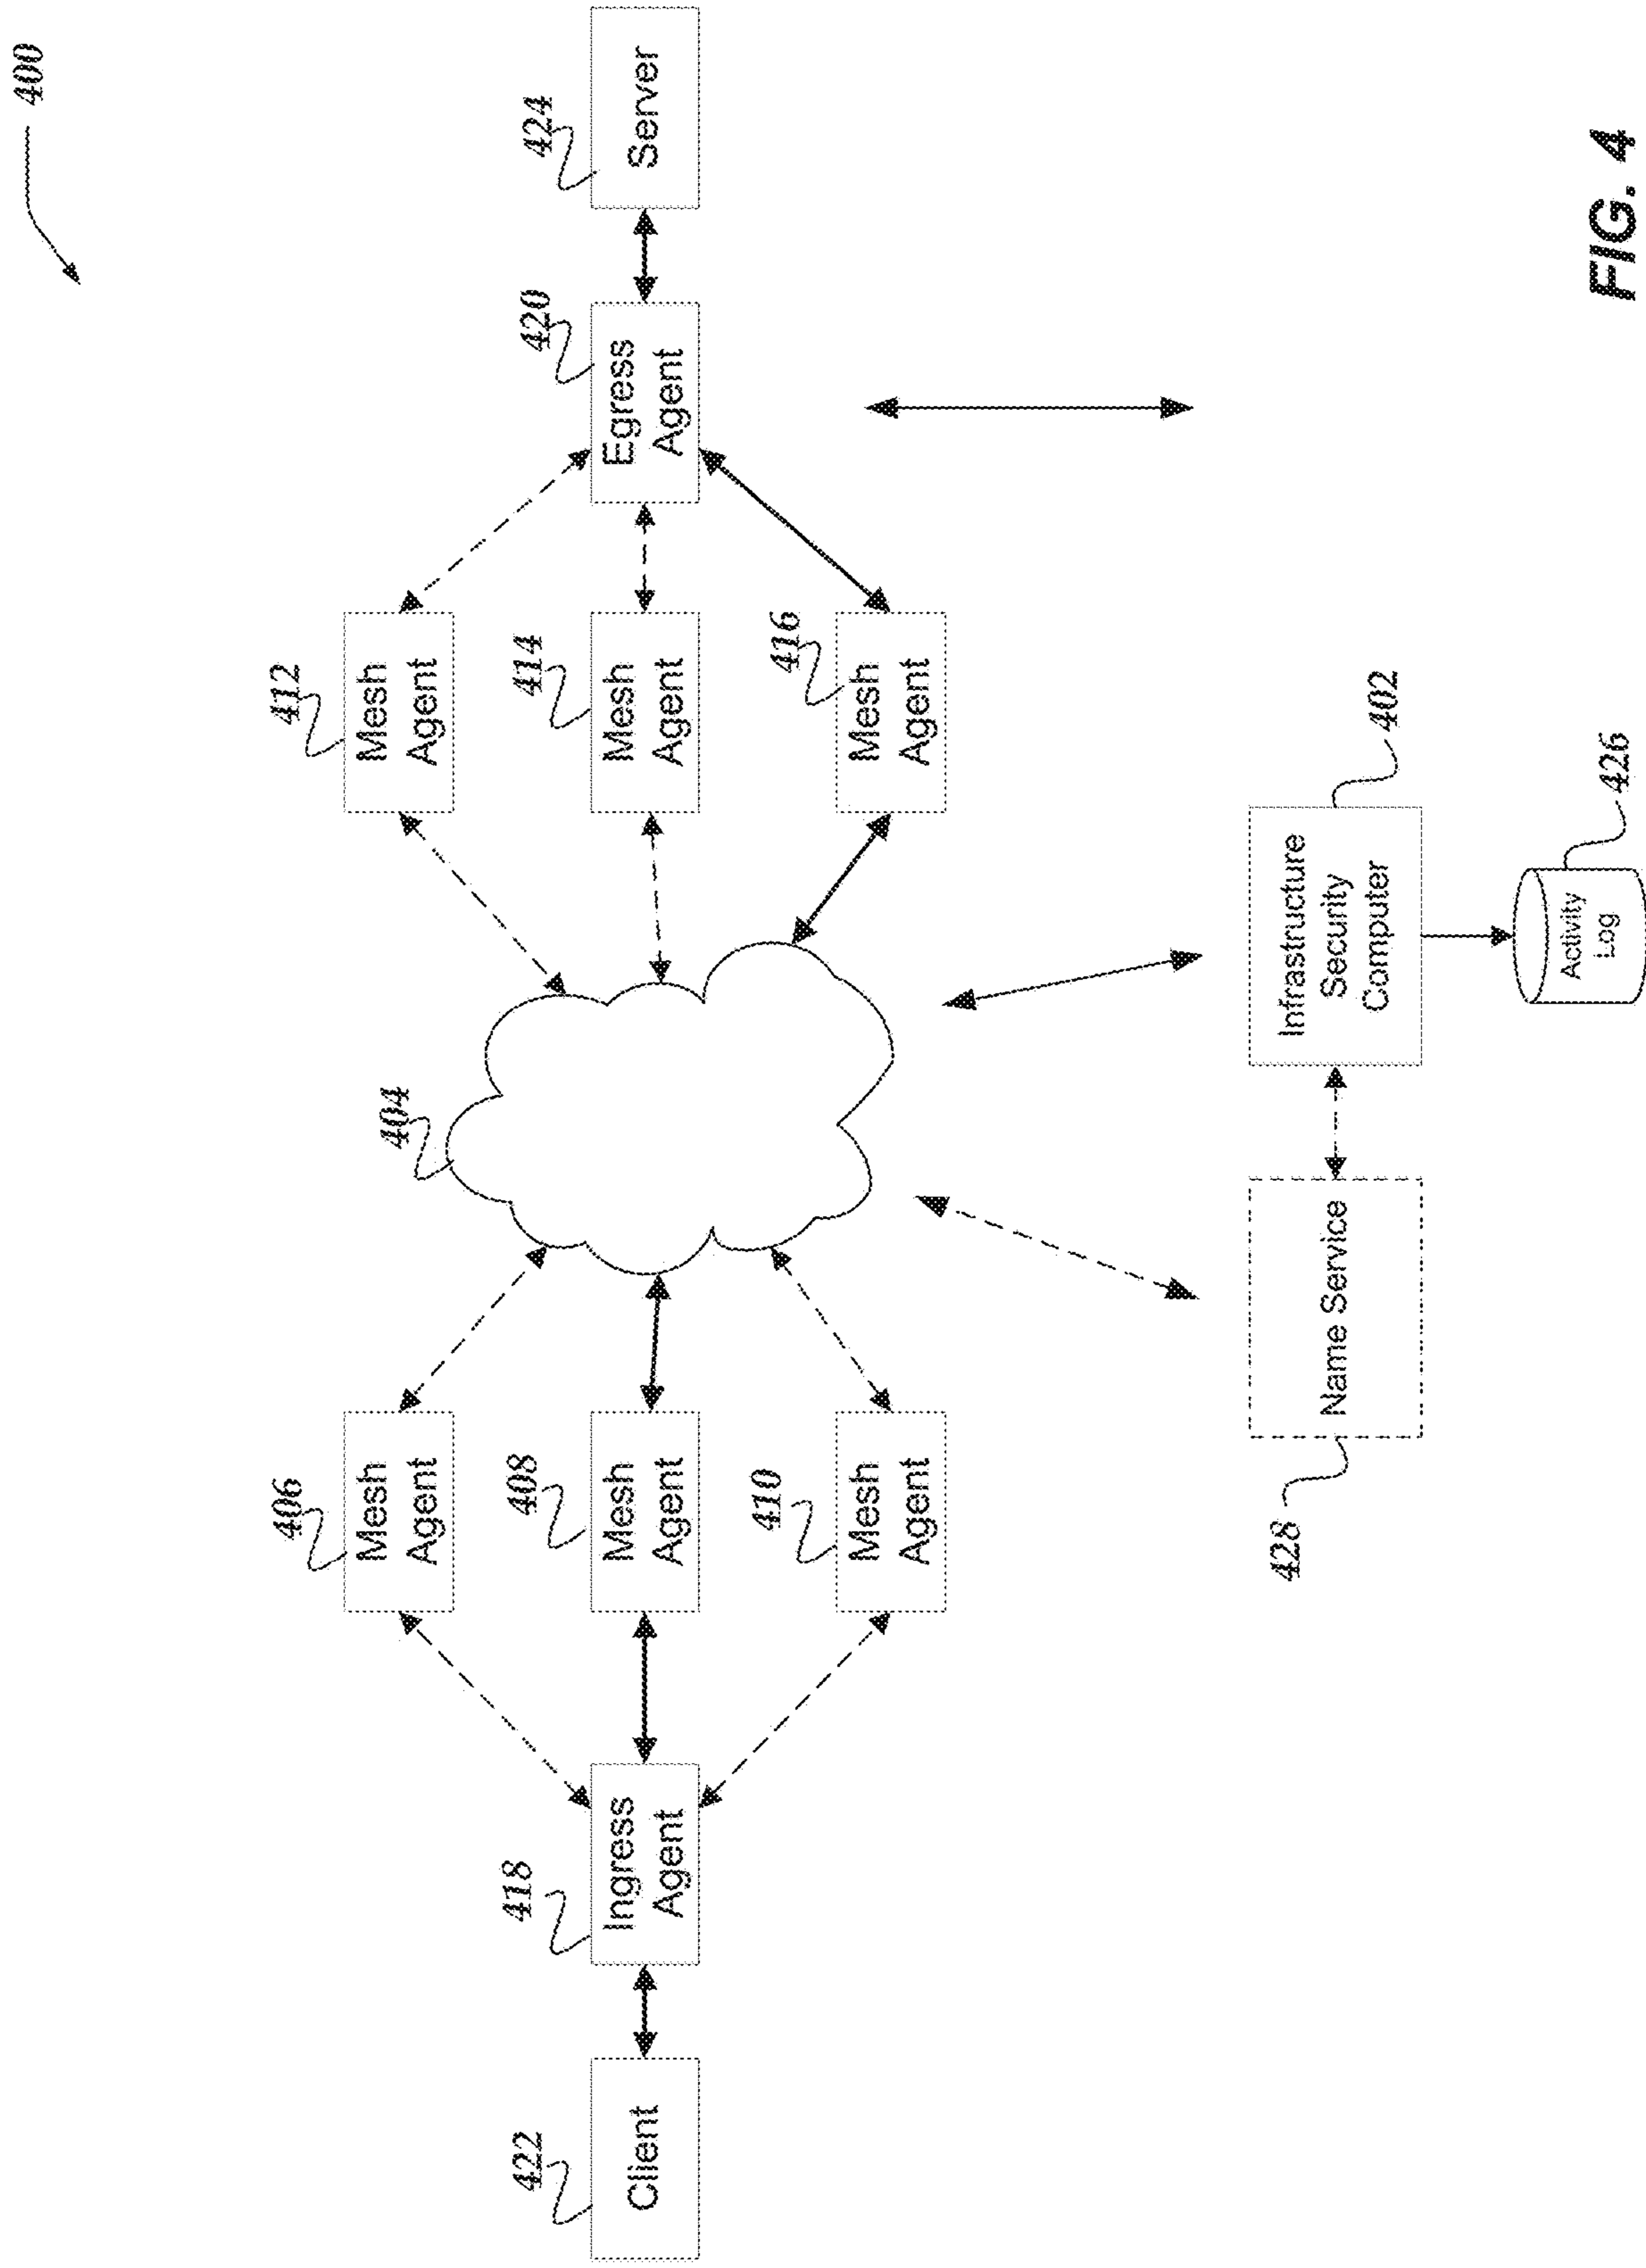 400
404
406
Mesh
Agent
412
Mesh
Agent
422
Client
418
Ingress
Agent
408
Mesh
Agent
414
Mesh
Agent
420
Egress
Agent
424
Server
410
Mesh
Agent
416
Mesh
Agent
428
Name Service
Infrastructure
Security
Computer
402
Activity
Log
426
FIG. 4